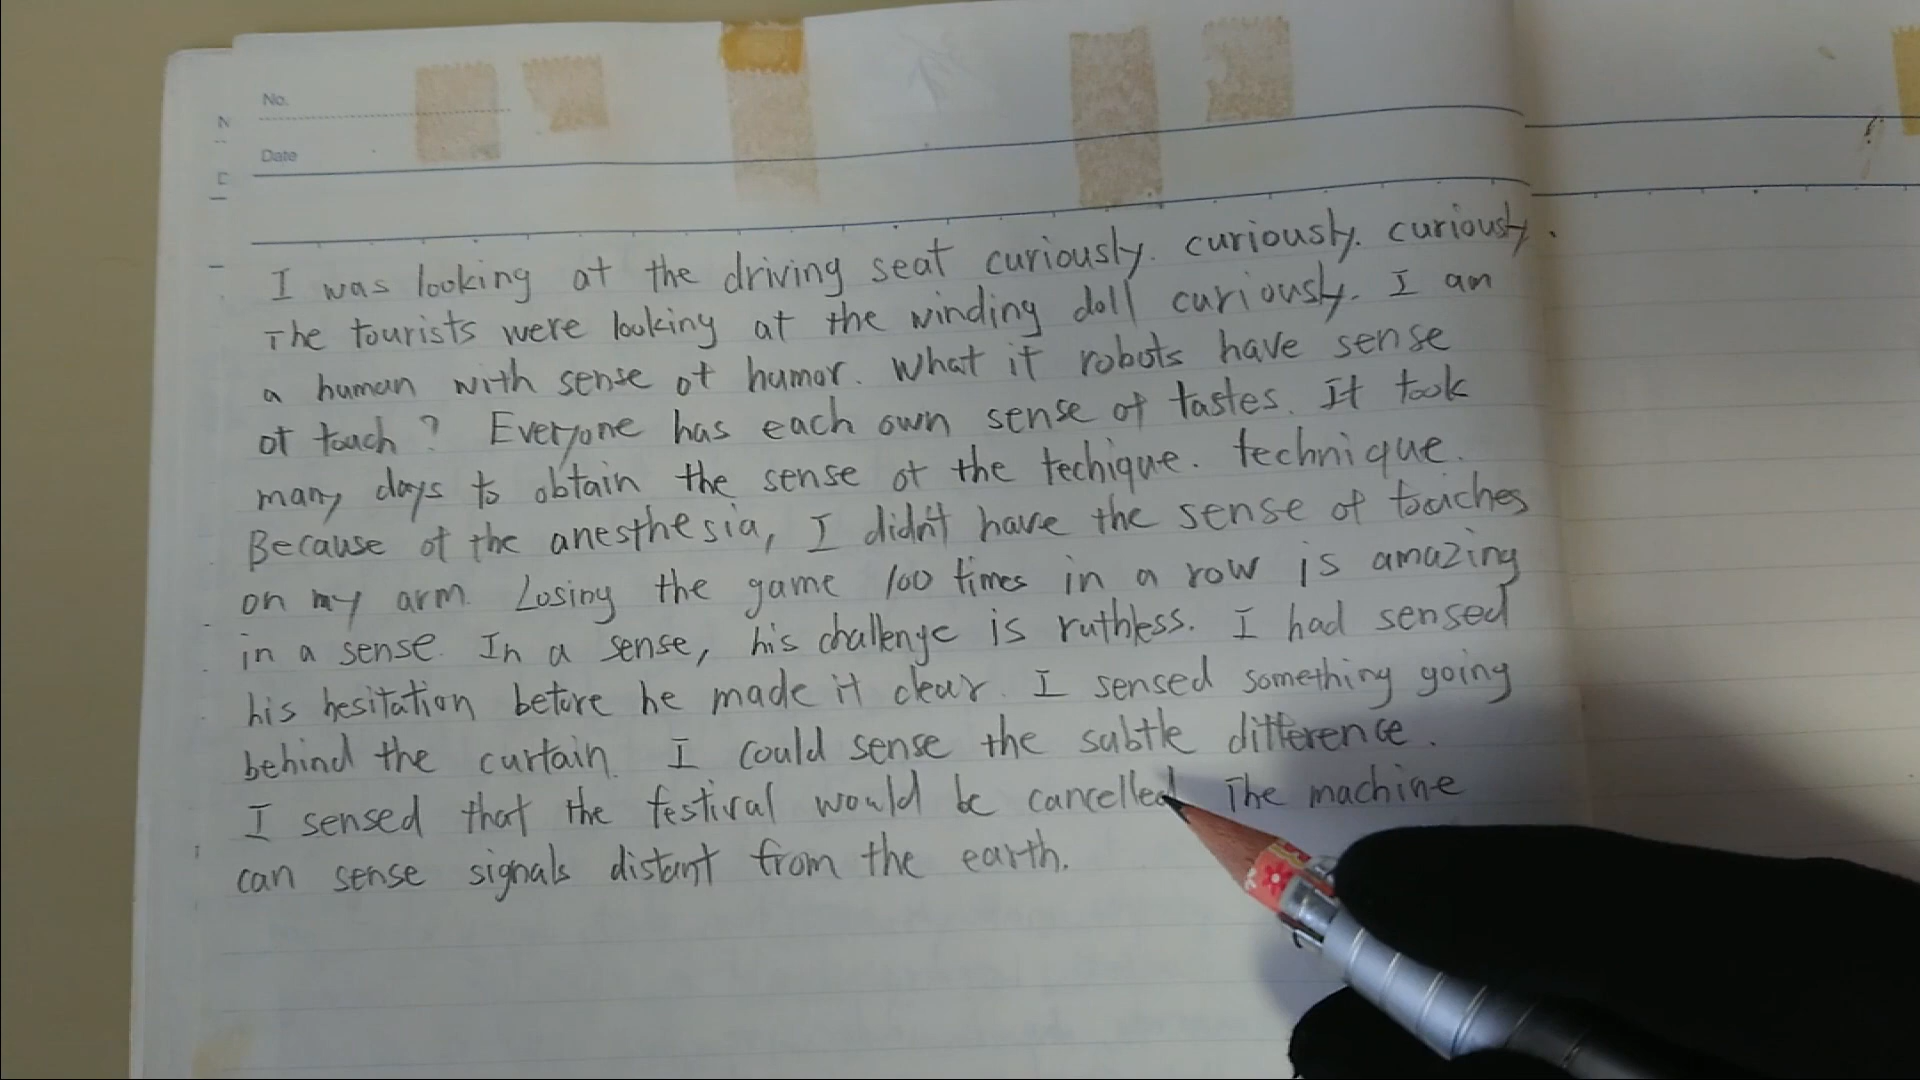 No.
Date
I was looking at the driving seat curiously. curiously. curiously.
The tourists were looking at the winding doll curiously. I am
a human with sense of humor. What if robots have sense
of touch? Everyone has each own sense of tastes. It took
many days to obtain the sense of the techique. technique.
Because of the anesthesia, I didn't have the sense of touches
on my arm. Losing the game 100 times in a row is amazing
in a sense. In a sense, his challenge is ruthless. I had sensed
his hesitation before he made it clear. I sensed something going
behind the curtain. I could sense the subtle difference.
I sensed that the festival would be cancelled. The machine
can sense signals distant from the earth.